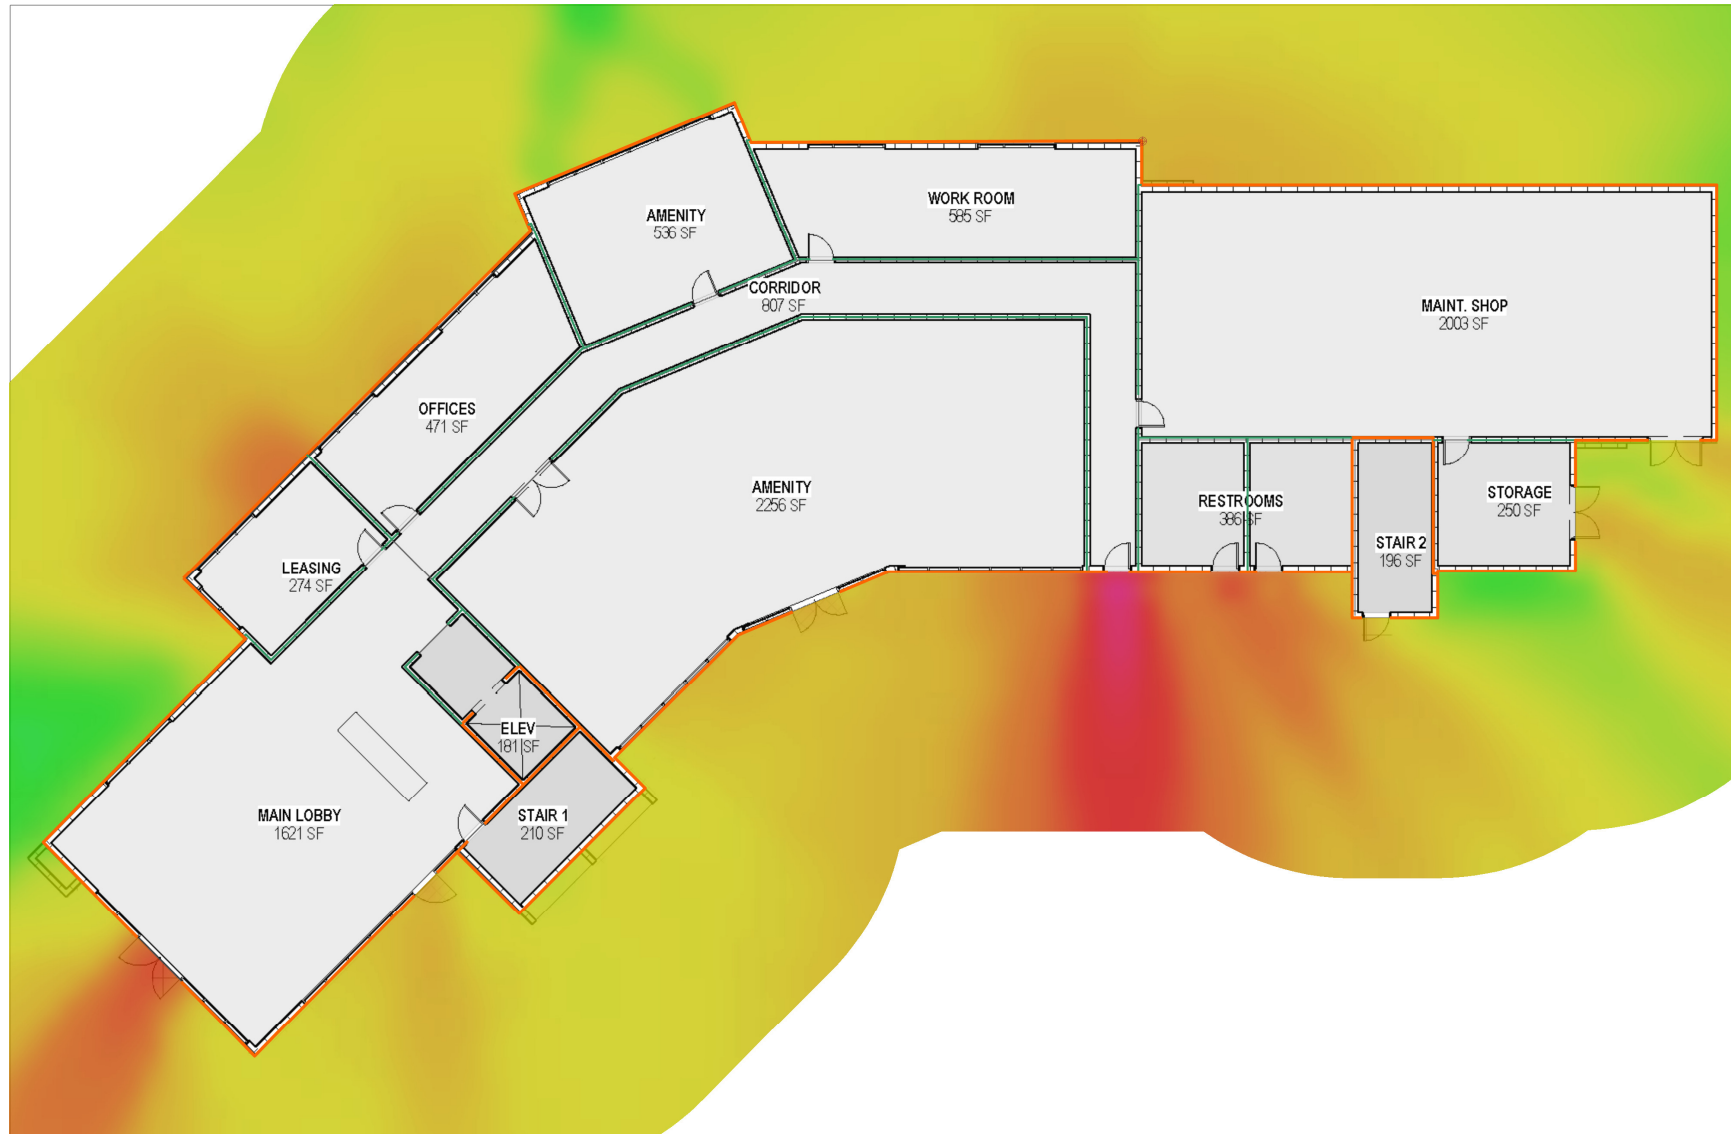 AMENITY
536 SF
WORK ROOM
585 SF
CORRIDOR
807 SF
MAINT. SHOP
2003 SF
OFFICES
471 SF
AMENITY
2256 SF
RESTROOMS
386 SF
STORAGE
250 SF
STAIR 2
196 SF
LEASING
274 SF
ELEV
181 SF
MAIN LOBBY
1621 SF
STAIR 1
210 SF